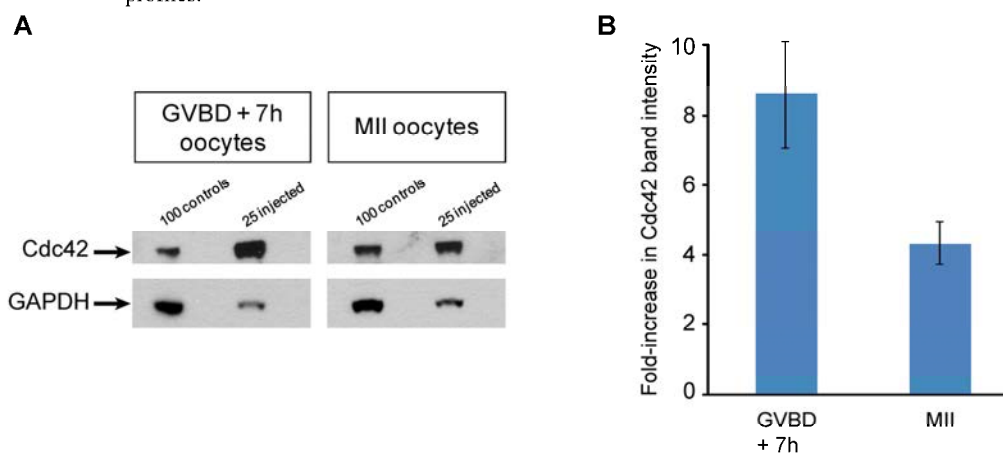 profiles.
A
GVBD + 7h
oocytes
MII oocytes
100 controls
25 injected
100 controls
25 injected
Cdc42
GAPDH
B
Fold-increase in Cdc42 band intensity
10
8
6
4
2
0
GVBD
+ 7h
MII